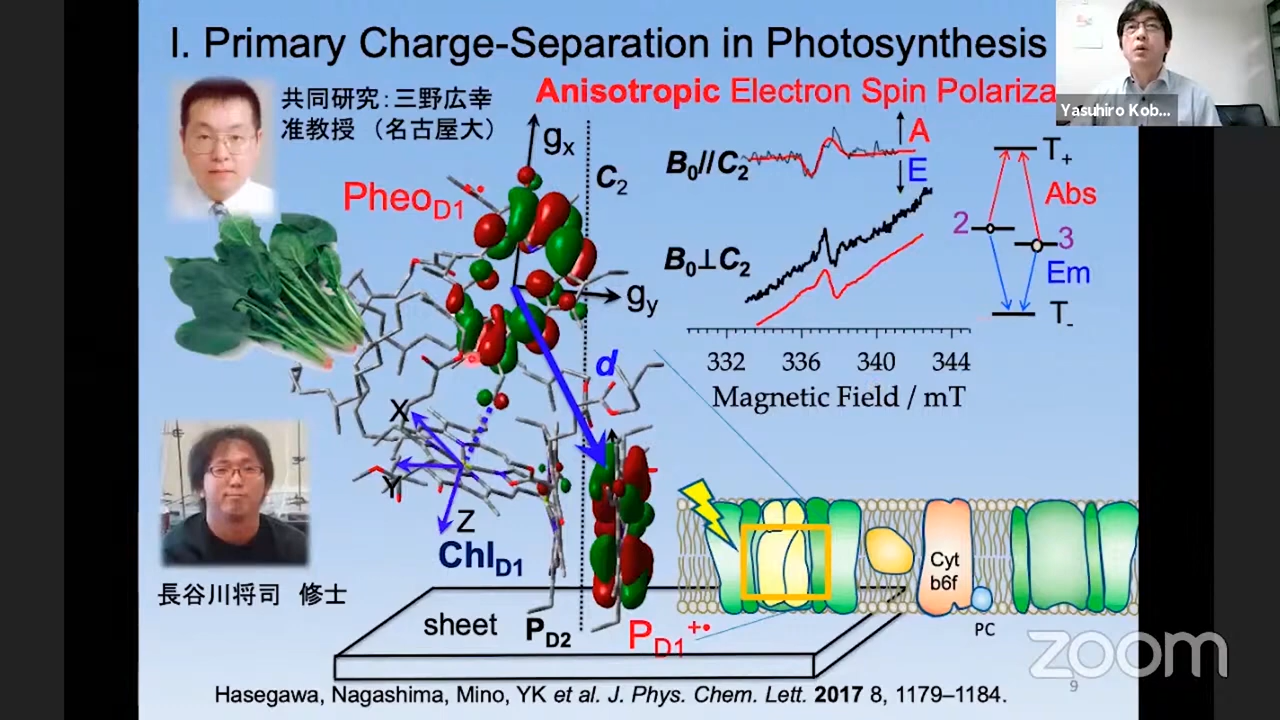 I. Primary Charge-Separation in Photosynthesis
Yasuhiro Kob...
共同研究：三野広幸
准教授 （名古屋大）
Anisotropic Electron Spin Polariza
gx
C2
PheoD1
-•
gy
d
B0//C2
A
E
B0⊥C2
332 336 340 344
Magnetic Field / mT
T+
Abs
2
3
Em
T-
X
Y
Z
ChlD1
長谷川将司 修士
sheet
PD2
PD1+•
Cyt
b6f
PC
zoom
9
Hasegawa, Nagashima, Mino, YK et al. J. Phys. Chem. Lett. 2017 8, 1179–1184.